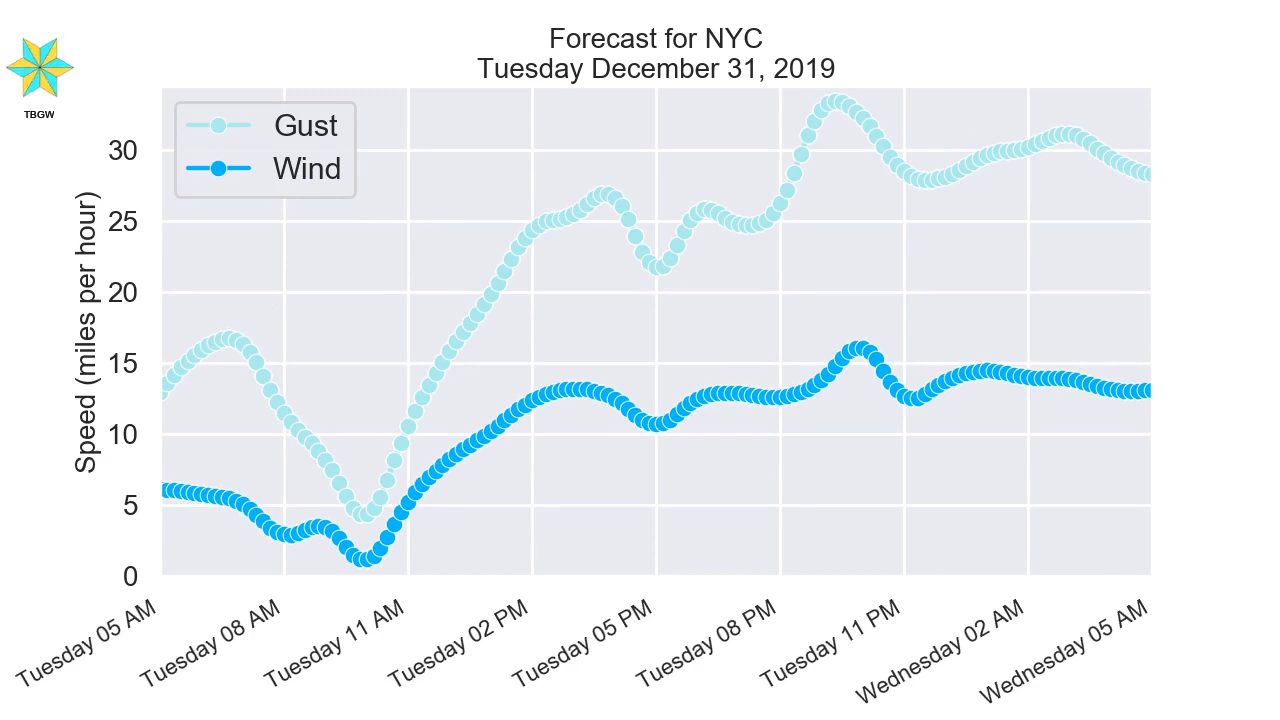 Forecast for NYC
Tuesday December 31, 2019
TBGW
Gust
Wind
Speed (miles per hour)
30
25
20
15
10
5
0
Tuesday 05 AM
Tuesday 08 AM
Tuesday 11 AM
Tuesday 02 PM
Tuesday 05 PM
Tuesday 08 PM
Tuesday 11 PM
Wednesday 02 AM
Wednesday 05 AM